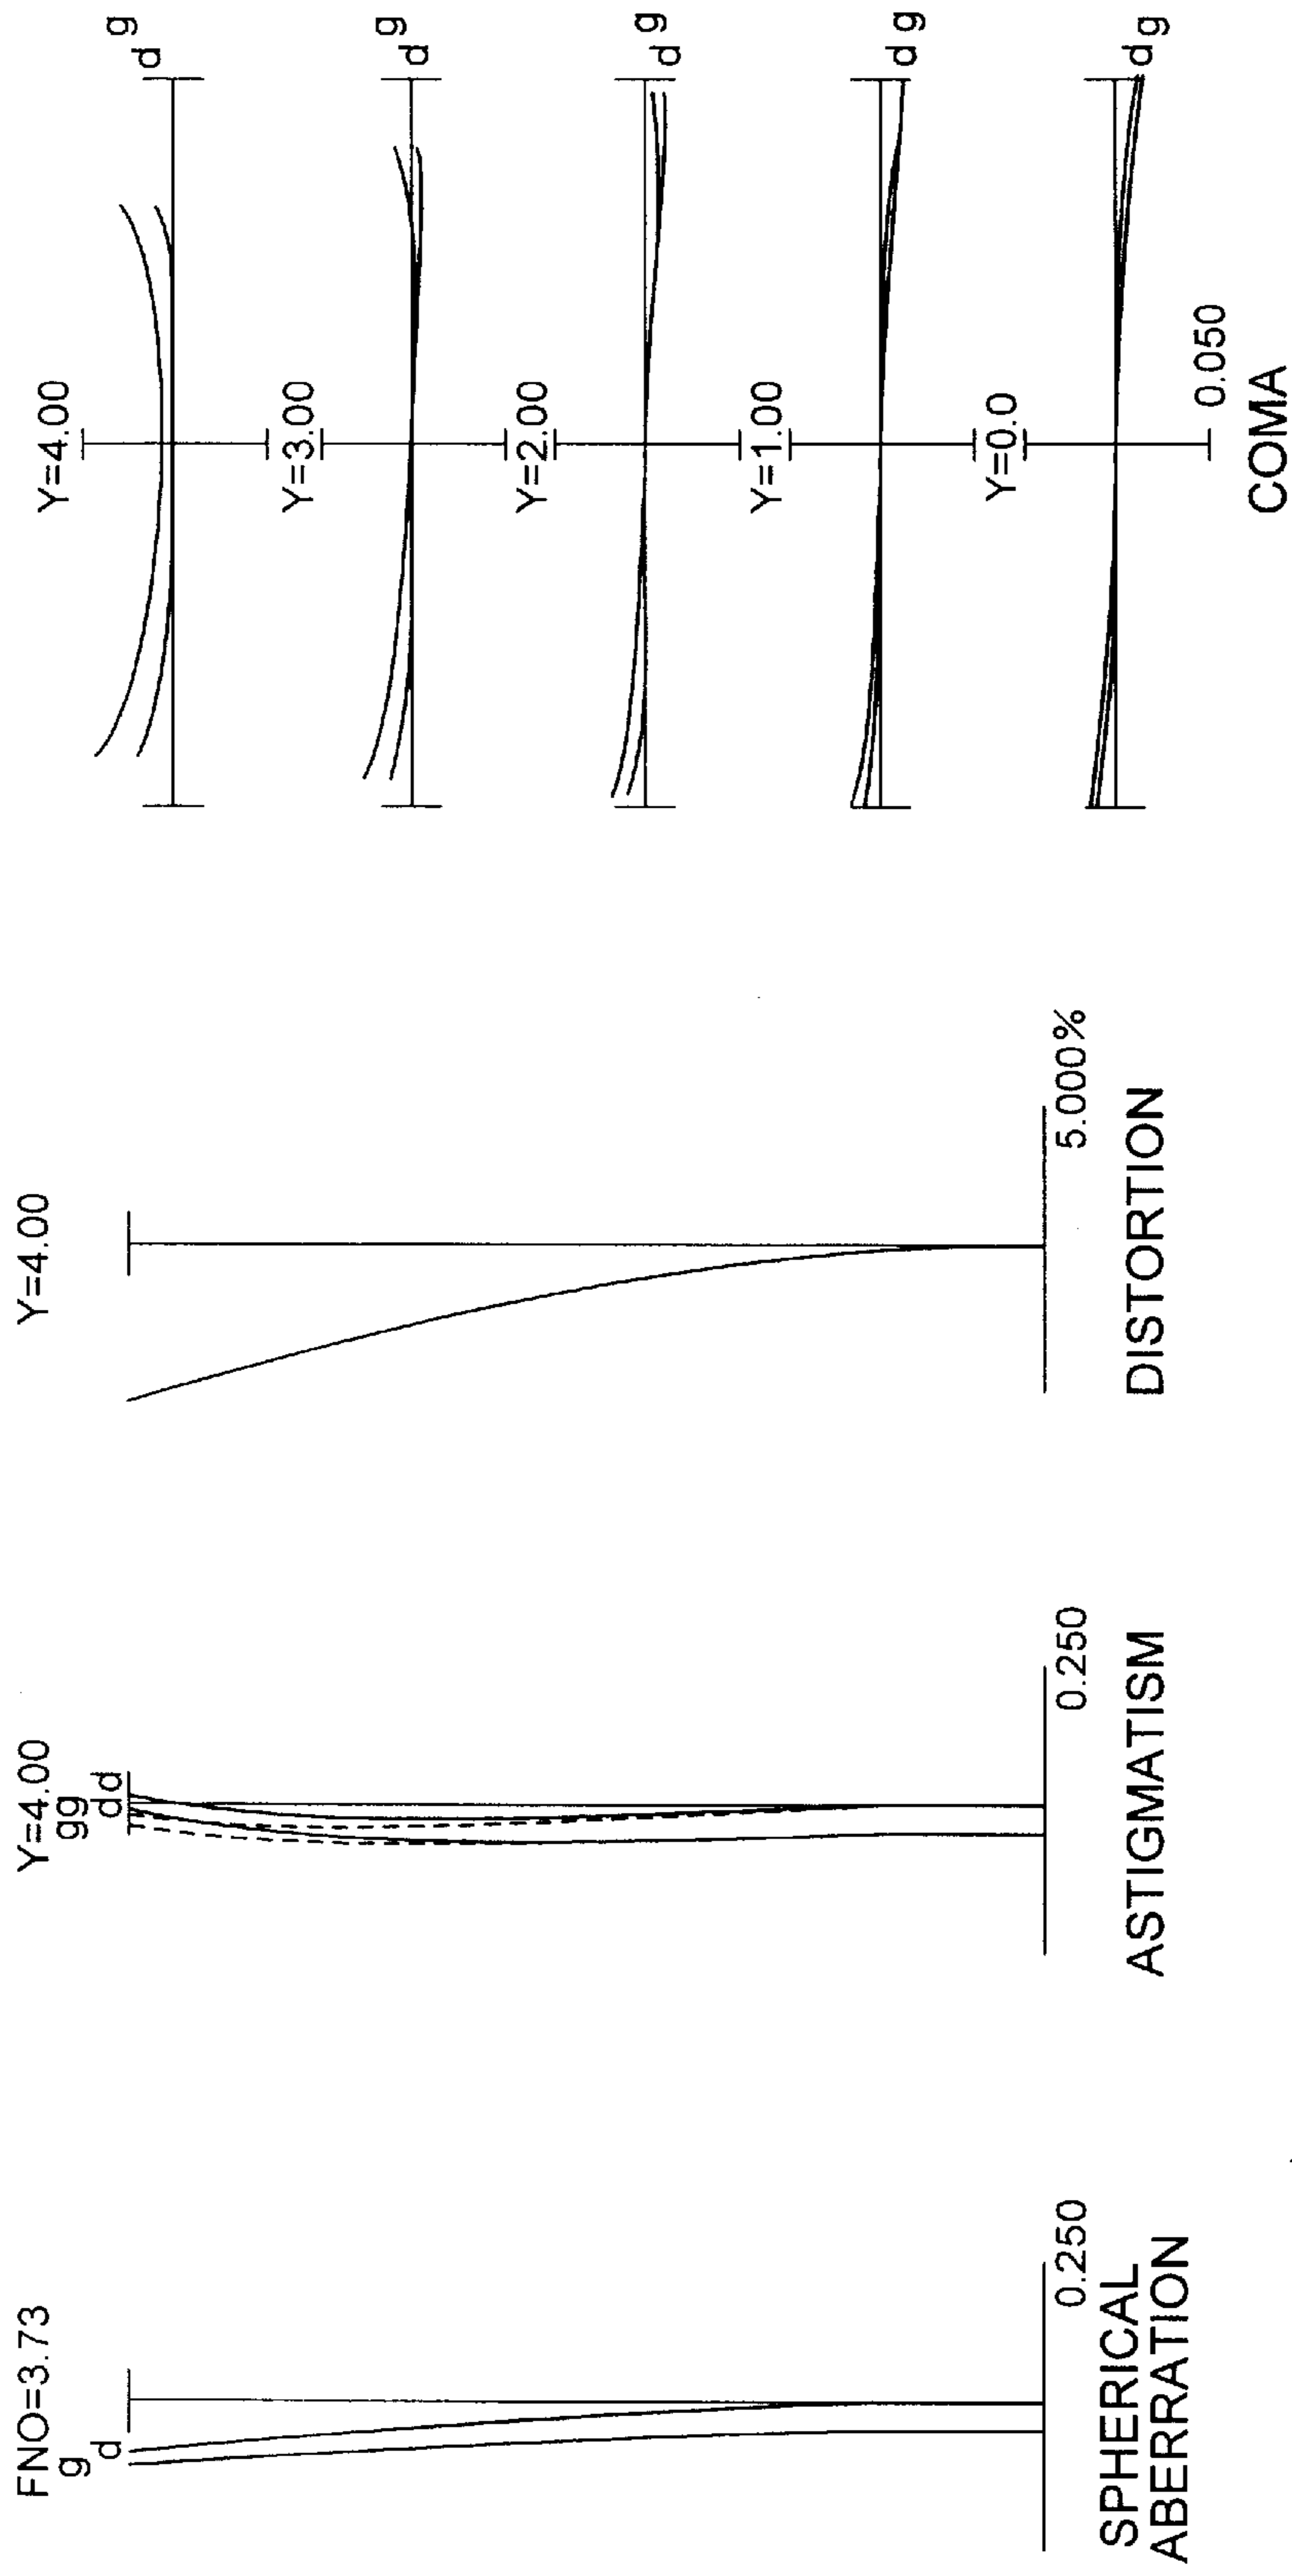 FNO=3.73
g
d
0.250
SPHERICAL
ABERRATION
Y=4.00
gg
dd
0.250
ASTIGMATISM
Y=4.00
5.000%
DISTORTION
Y=4.00
g
d
Y=3.00
g
d
Y=2.00
g
d
Y=1.00
g
d
Y=0.0
g
d
0.050
COMA